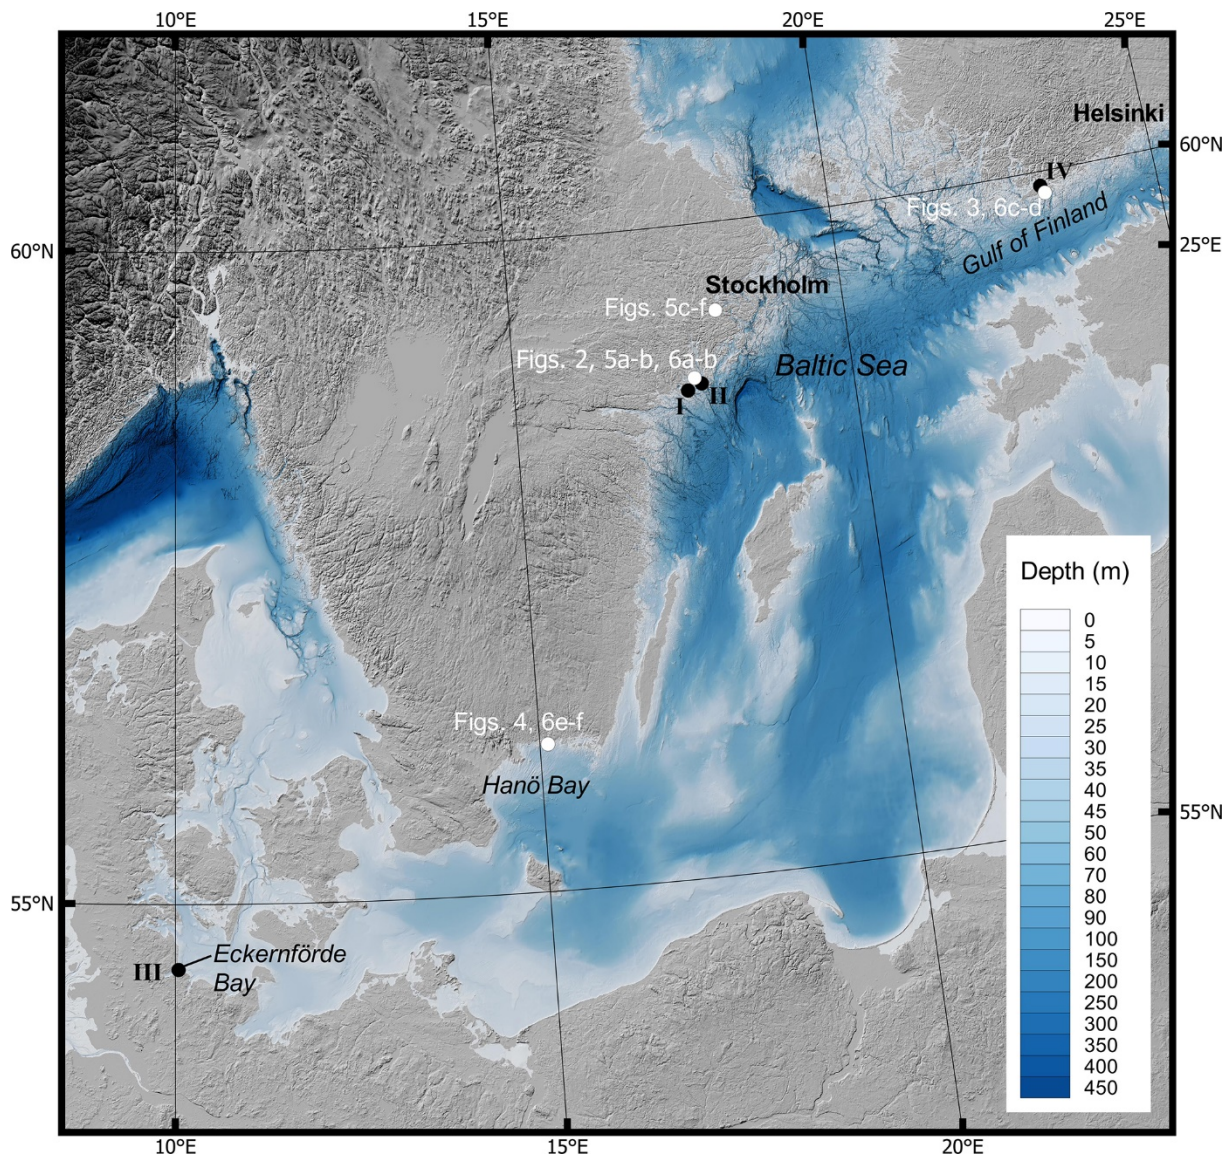 10°E 15°E 20°E 25°E
Helsinki
60°N
IV
Figs. 3, 6c-d
Gulf of Finland
60°N
25°E
Stockholm
Figs. 5c-f
Figs. 2, 5a-b, 6a-b
Baltic Sea
I
II
Depth (m)
0
5
10
15
20
25
30
35
40
45
50
60
70
80
90
100
150
200
250
300
350
400
450
Figs. 4, 6e-f
Hanö Bay
55°N
55°N
III
Eckernförde
Bay
10°E 15°E 20°E